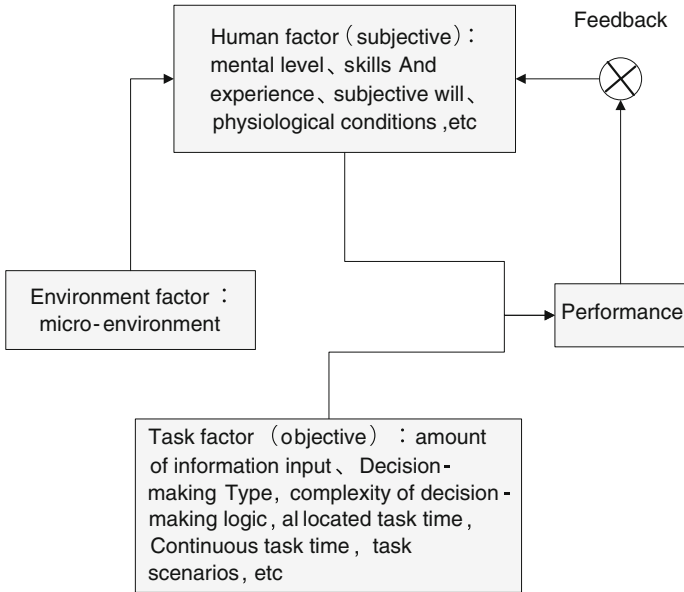 Feedback
Human factor（subjective）：
mental level、skills And
experience、subjective will、
physiological conditions ,etc
Environment factor ：
micro-environment
Performance
Task factor （objective） ：amount
of information input、 Decision-
making Type, complexity of decision-
making logic, al located task time,
Continuous task time, task
scenarios, etc